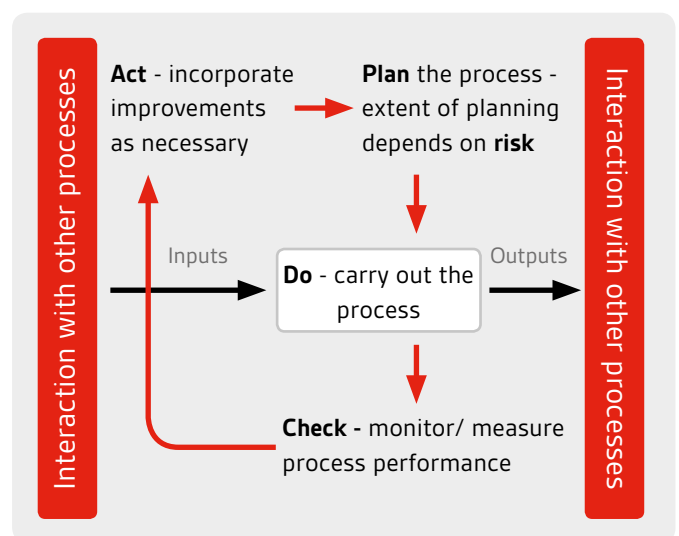 Interaction with other processes
Act - incorporate
improvements
as necessary
Plan the process -
extent of planning
depends on risk
Inputs
Do - carry out the
process
Outputs
Check - monitor/ measure
process performance
Interaction with other processes